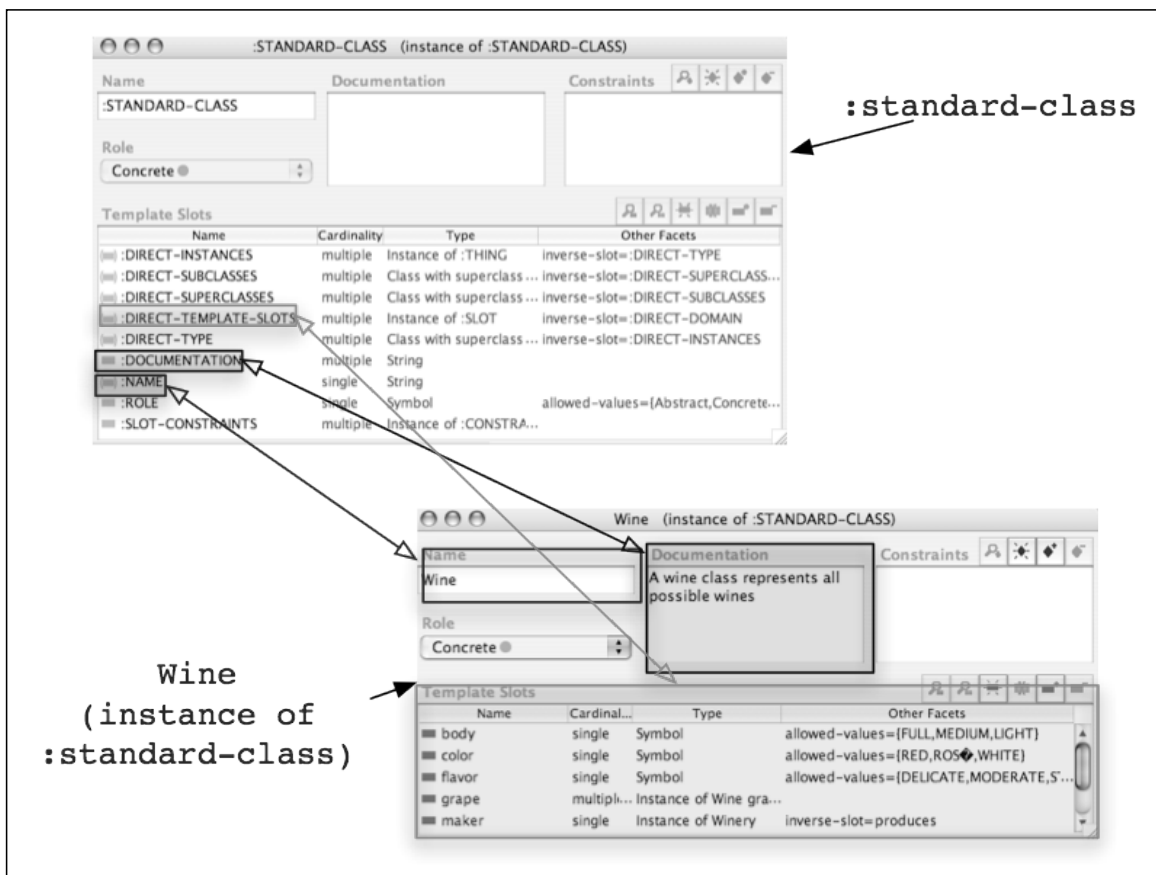 :STANDARD-CLASS (instance of :STANDARD-CLASS)
Name Documentation Constraints
:STANDARD-CLASS
:standard-class
Role
Concrete
Template Slots
Name Cardinality Type Other Facets
:DIRECT-INSTANCES multiple Instance of :THING inverse-slot=:DIRECT-TYPE
:DIRECT-SUBCLASSES multiple Class with superclass ... inverse-slot=:DIRECT-SUPERCLASS...
:DIRECT-SUPERCLASSES multiple Class with superclass ... inverse-slot=:DIRECT-SUBCLASSES
:DIRECT-TEMPLATE-SLOTS multiple Instance of :SLOT inverse-slot=:DIRECT-DOMAIN
:DIRECT-TYPE multiple Class with superclass ... inverse-slot=:DIRECT-INSTANCES
:DOCUMENTATION multiple String
:NAME single String
:ROLE single Symbol allowed-values={Abstract,Concrete...
:SLOT-CONSTRAINTS multiple Instance of :CONSTRA...
Wine (instance of :STANDARD-CLASS)
Name Documentation Constraints
Wine
A wine class represents all
possible wines
Role
Concrete
Wine
(instance of
:standard-class)
Template Slots
Name Cardinal... Type Other Facets
body single Symbol allowed-values={FULL,MEDIUM,LIGHT}
color single Symbol allowed-values={RED,ROS�,WHITE}
flavor single Symbol allowed-values={DELICATE,MODERATE,S...
grape multipl... Instance of Wine gra...
maker single Instance of Winery inverse-slot=produces